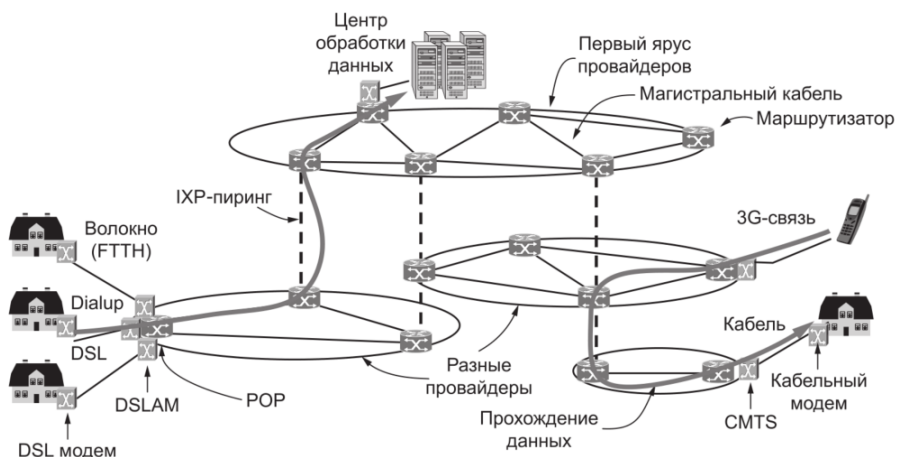 Центр
обработки
данных
Первый ярус
провайдеров
Магистральный кабель
Маршрутизатор
IXP-пиринг
3G-связь
Волокно
(FTTH)
Dialup
DSL
Кабель
Разные
провайдеры
DSLAM
POP
Прохождение
данных
CMTS
Кабельный
модем
DSL модем